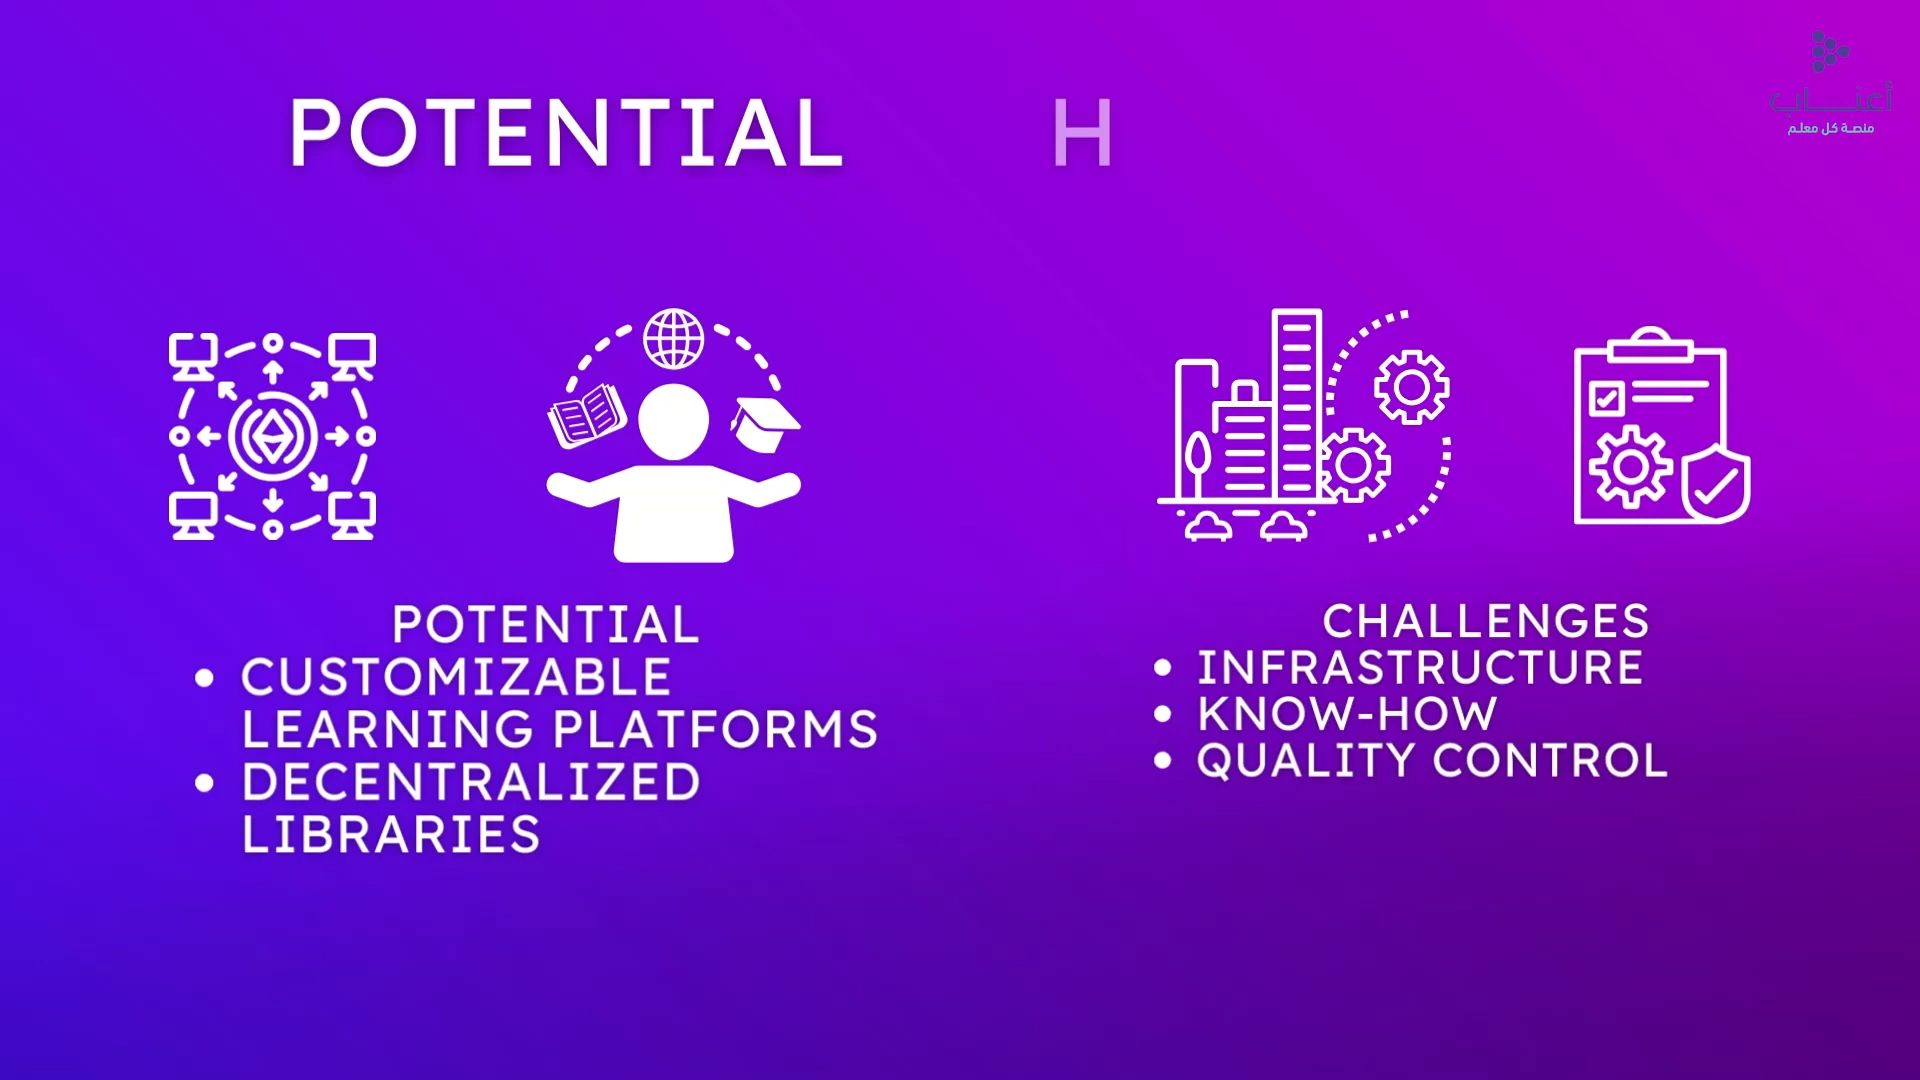 أعناب
منصة كل معلم
POTENTIAL H
POTENTIAL
• CUSTOMIZABLE
LEARNING PLATFORMS
• DECENTRALIZED
LIBRARIES
CHALLENGES
• INFRASTRUCTURE
• KNOW-HOW
• QUALITY CONTROL